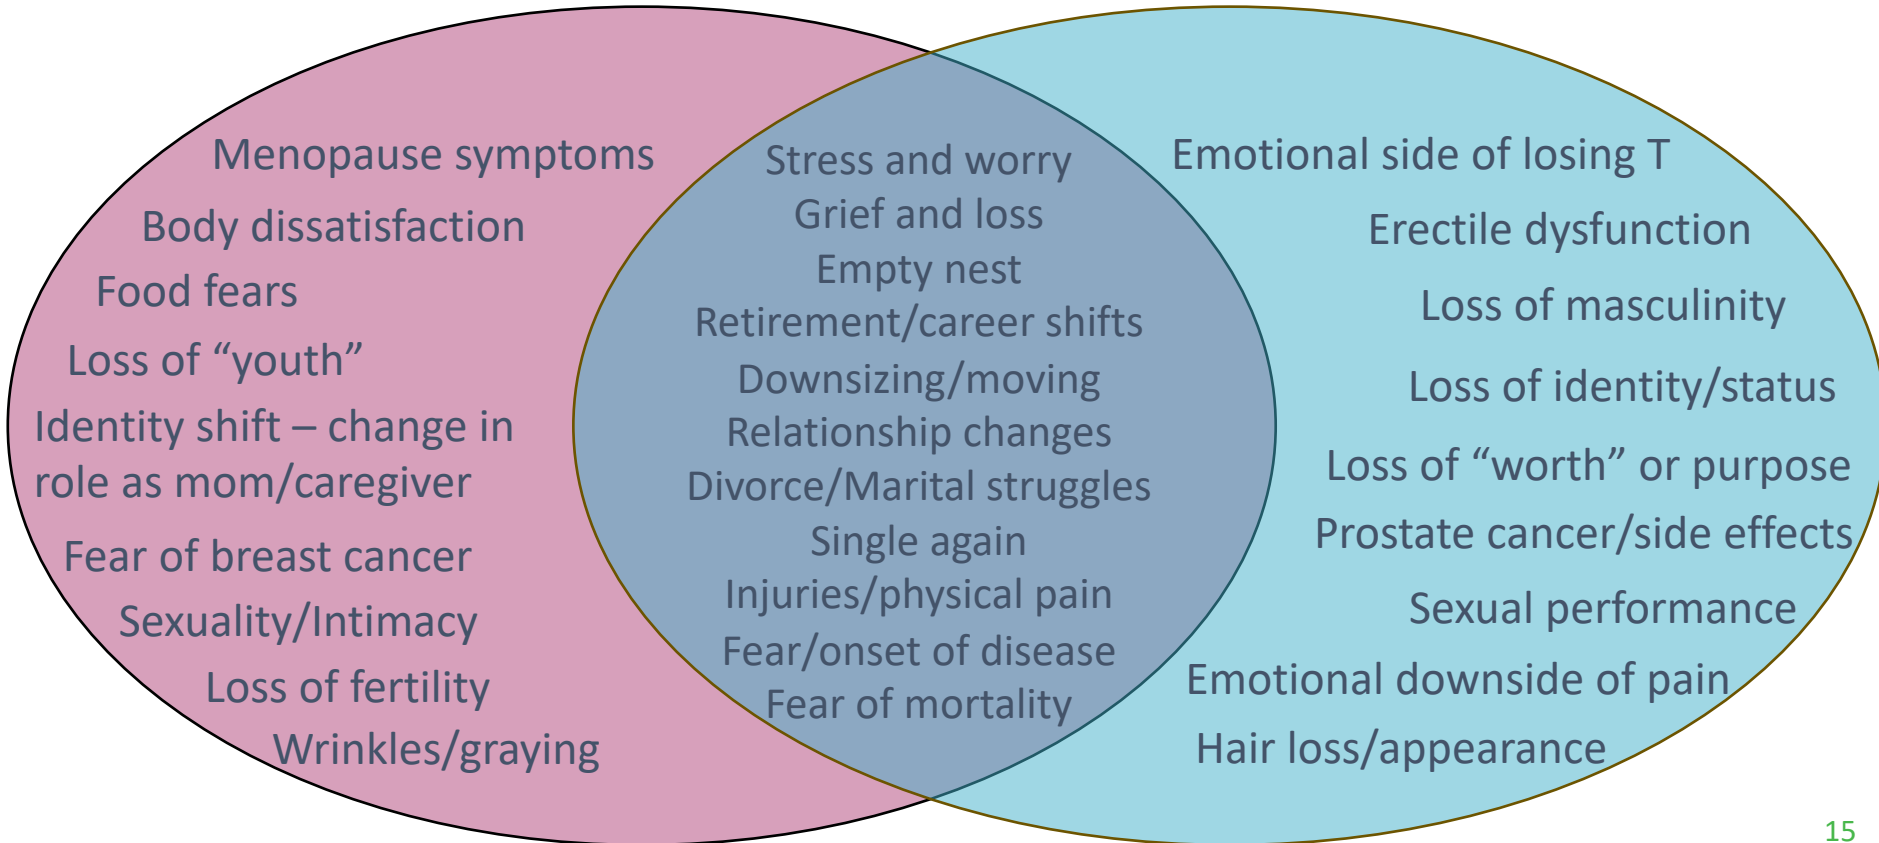 Menopause symptoms
Body dissatisfaction
Food fears
Loss of “youth”
Identity shift – change in
role as mom/caregiver
Fear of breast cancer
Sexuality/Intimacy
Loss of fertility
Wrinkles/graying
Stress and worry
Grief and loss
Empty nest
Retirement/career shifts
Downsizing/moving
Relationship changes
Divorce/Marital struggles
Single again
Injuries/physical pain
Fear/onset of disease
Fear of mortality
Emotional side of losing T
Erectile dysfunction
Loss of masculinity
Loss of identity/status
Loss of “worth” or purpose
Prostate cancer/side effects
Sexual performance
Emotional downside of pain
Hair loss/appearance
15